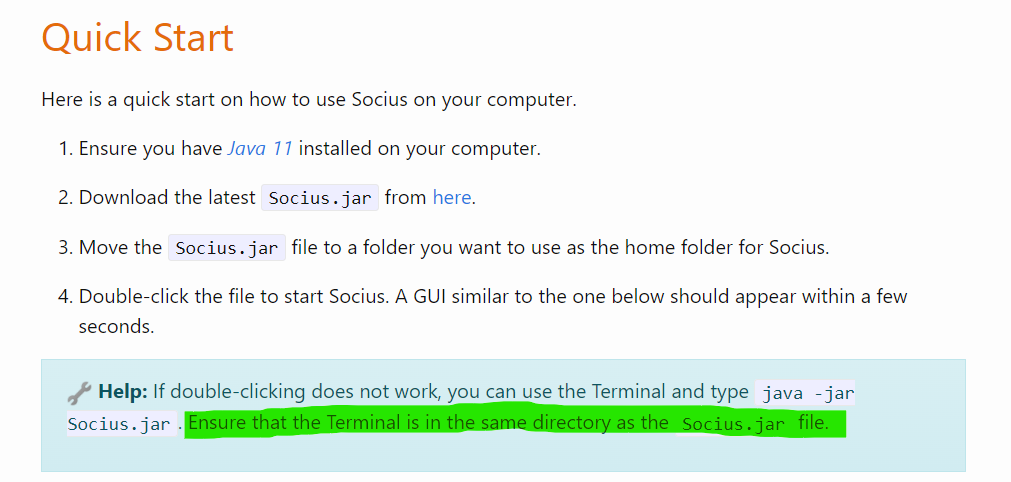 Quick Start
Here is a quick start on how to use Socius on your computer.
1. Ensure you have Java 11 installed on your computer.
2. Download the latest Socius.jar from here.
3. Move the Socius.jar file to a folder you want to use as the home folder for Socius.
4. Double-click the file to start Socius. A GUI similar to the one below should appear within a few
seconds.
Help: If double-clicking does not work, you can use the Terminal and type java -jar
Socius.jar. Ensure that the Terminal is in the same directory as the Socius.jar file.